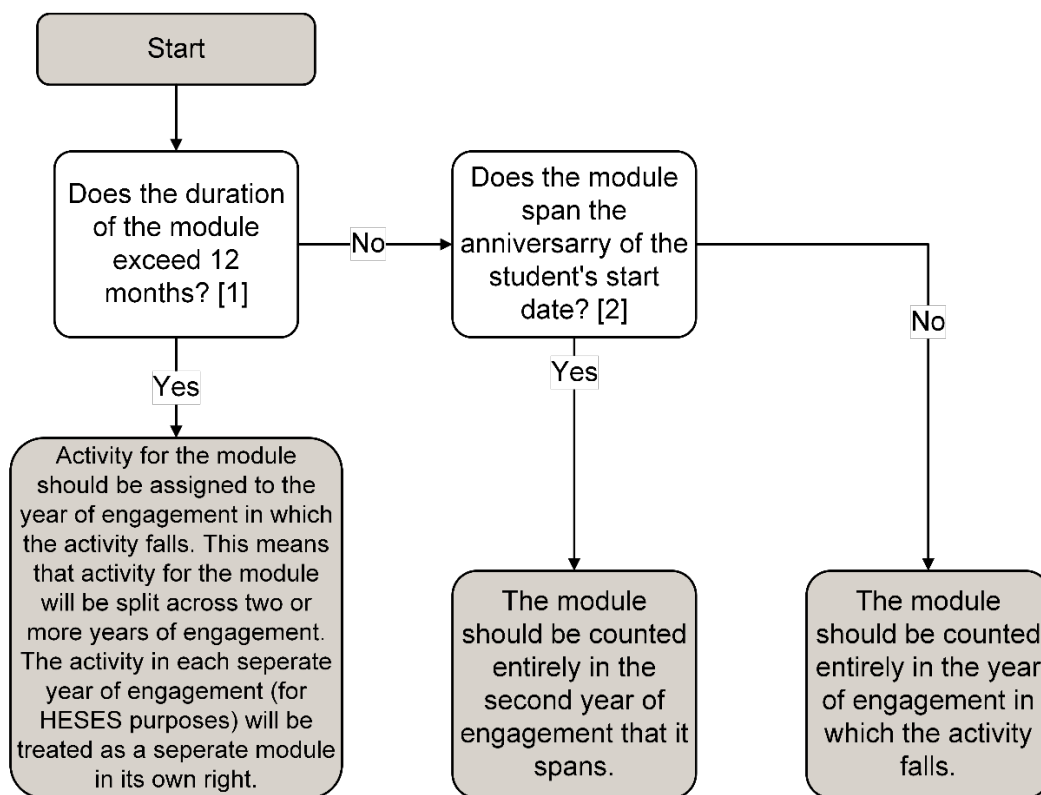 Start
Does the duration
of the module
exceed 12
months? [1]
No
Does the module
span the
anniversarry of the
student's start
date? [2]
No
Yes
Yes
Activity for the module
should be assigned to the
year of engagement in which
the activity falls. This means
that activity for the module
will be split across two or
more years of engagement.
The activity in each seperate
year of engagement (for
HESES purposes) will be
treated as a seperate module
in its own right.
The module
should be counted
entirely in the
second year of
engagement that it
spans.
The module
should be counted
entirely in the year
of engagement in
which the activity
falls.